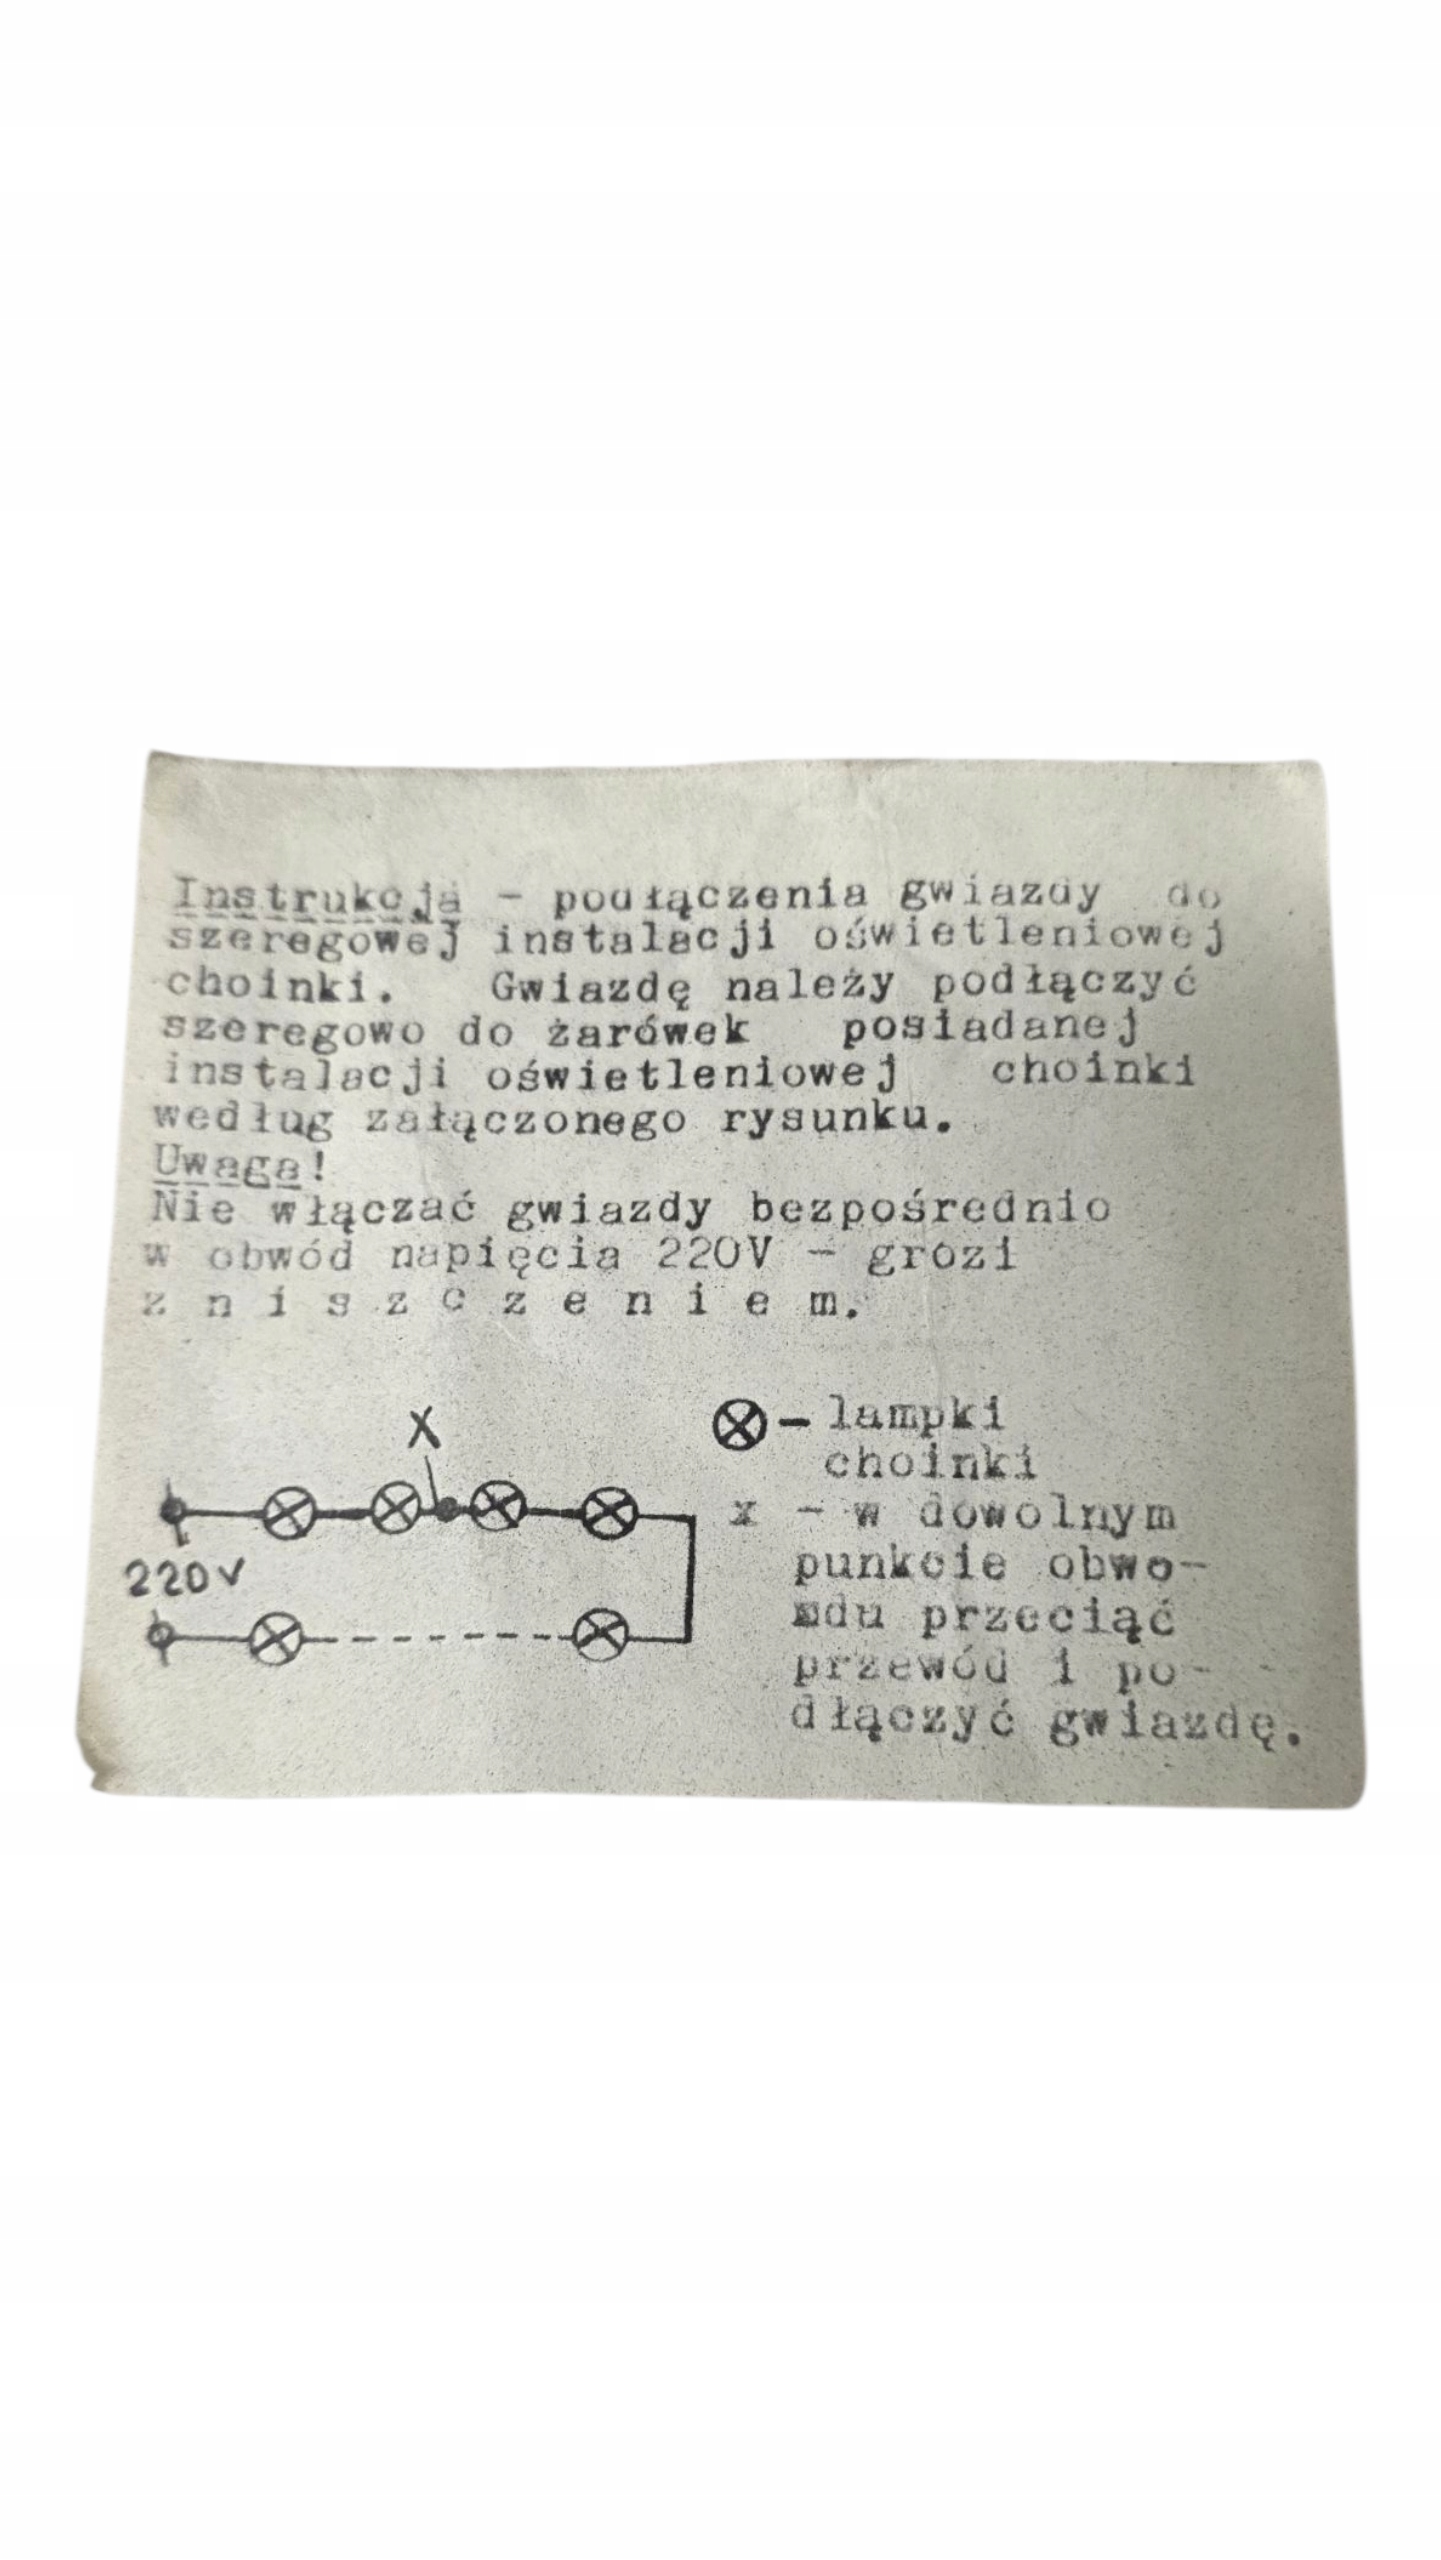 Instrukcja - podłączenia gwiazdy do
szeregowej instalacji oświetleniowej
choinki. Gwiazdę należy podłączyć
szeregowo do żarówek posiadanej
instalacji oświetleniowej choinki
według załączonego rysunku.
Uwaga!
Nie włączać gwiazdy bezpośrednio
w obwód napięcia 220V - grozi
z n i s z c z e n i e m.
X
220V
- lampki
choinki
x - w dowolnym
punkcie obwo-
du przeciąć
przewód i po-
dłączyć gwiazdę.